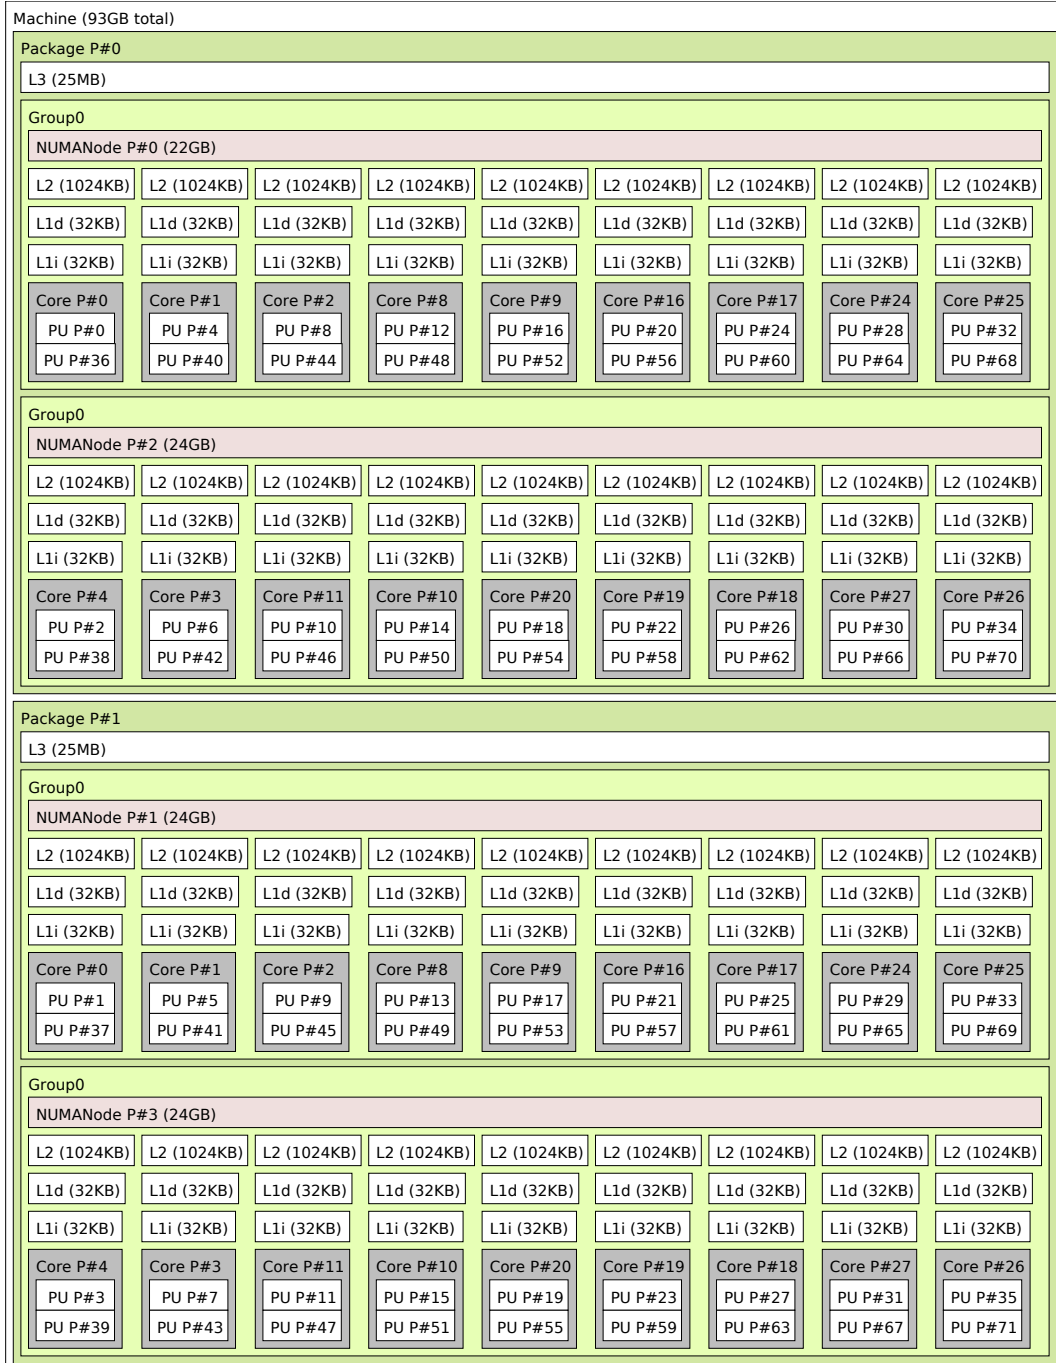 Machine (93GB total)
Package P#0
L3 (25MB)
Group0
NUMANode P#0 (22GB)
L2 (1024KB) L2 (1024KB) L2 (1024KB) L2 (1024KB) L2 (1024KB) L2 (1024KB) L2 (1024KB) L2 (1024KB) L2 (1024KB)
L1d (32KB) L1d (32KB) L1d (32KB) L1d (32KB) L1d (32KB) L1d (32KB) L1d (32KB) L1d (32KB) L1d (32KB)
L1i (32KB) L1i (32KB) L1i (32KB) L1i (32KB) L1i (32KB) L1i (32KB) L1i (32KB) L1i (32KB) L1i (32KB)
Core P#0 Core P#1 Core P#2 Core P#8 Core P#9 Core P#16 Core P#17 Core P#24 Core P#25
PU P#0 PU P#4 PU P#8 PU P#12 PU P#16 PU P#20 PU P#24 PU P#28 PU P#32
PU P#36 PU P#40 PU P#44 PU P#48 PU P#52 PU P#56 PU P#60 PU P#64 PU P#68
Group0
NUMANode P#2 (24GB)
L2 (1024KB) L2 (1024KB) L2 (1024KB) L2 (1024KB) L2 (1024KB) L2 (1024KB) L2 (1024KB) L2 (1024KB) L2 (1024KB)
L1d (32KB) L1d (32KB) L1d (32KB) L1d (32KB) L1d (32KB) L1d (32KB) L1d (32KB) L1d (32KB) L1d (32KB)
L1i (32KB) L1i (32KB) L1i (32KB) L1i (32KB) L1i (32KB) L1i (32KB) L1i (32KB) L1i (32KB) L1i (32KB)
Core P#4 Core P#3 Core P#11 Core P#10 Core P#20 Core P#19 Core P#18 Core P#27 Core P#26
PU P#2 PU P#6 PU P#10 PU P#14 PU P#18 PU P#22 PU P#26 PU P#30 PU P#34
PU P#38 PU P#42 PU P#46 PU P#50 PU P#54 PU P#58 PU P#62 PU P#66 PU P#70
Package P#1
L3 (25MB)
Group0
NUMANode P#1 (24GB)
L2 (1024KB) L2 (1024KB) L2 (1024KB) L2 (1024KB) L2 (1024KB) L2 (1024KB) L2 (1024KB) L2 (1024KB) L2 (1024KB)
L1d (32KB) L1d (32KB) L1d (32KB) L1d (32KB) L1d (32KB) L1d (32KB) L1d (32KB) L1d (32KB) L1d (32KB)
L1i (32KB) L1i (32KB) L1i (32KB) L1i (32KB) L1i (32KB) L1i (32KB) L1i (32KB) L1i (32KB) L1i (32KB)
Core P#0 Core P#1 Core P#2 Core P#8 Core P#9 Core P#16 Core P#17 Core P#24 Core P#25
PU P#1 PU P#5 PU P#9 PU P#13 PU P#17 PU P#21 PU P#25 PU P#29 PU P#33
PU P#37 PU P#41 PU P#45 PU P#49 PU P#53 PU P#57 PU P#61 PU P#65 PU P#69
Group0
NUMANode P#3 (24GB)
L2 (1024KB) L2 (1024KB) L2 (1024KB) L2 (1024KB) L2 (1024KB) L2 (1024KB) L2 (1024KB) L2 (1024KB) L2 (1024KB)
L1d (32KB) L1d (32KB) L1d (32KB) L1d (32KB) L1d (32KB) L1d (32KB) L1d (32KB) L1d (32KB) L1d (32KB)
L1i (32KB) L1i (32KB) L1i (32KB) L1i (32KB) L1i (32KB) L1i (32KB) L1i (32KB) L1i (32KB) L1i (32KB)
Core P#4 Core P#3 Core P#11 Core P#10 Core P#20 Core P#19 Core P#18 Core P#27 Core P#26
PU P#3 PU P#7 PU P#11 PU P#15 PU P#19 PU P#23 PU P#27 PU P#31 PU P#35
PU P#39 PU P#43 PU P#47 PU P#51 PU P#55 PU P#59 PU P#63 PU P#67 PU P#71